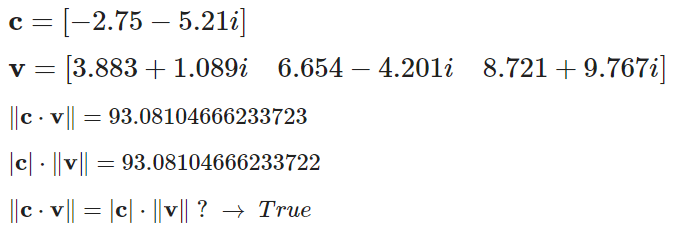 c = [−2.75 − 5.21i]
v = [3.883 + 1.089i 6.654 − 4.201i 8.721 + 9.767i]
||c · v|| = 93.08104666233723
|c| · ||v|| = 93.08104666233722
||c · v|| = |c| · ||v|| ? → True